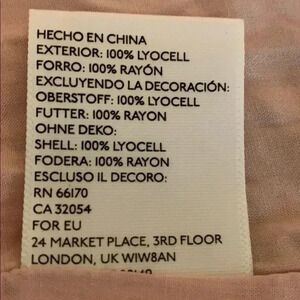 HECHO EN CHINA
EXTERIOR: 100% LYOCELL
FORRO: 100% RAYÓN
EXCLUYENDO LA DECORACIÓN:
OBERSTOFF: 100% LYOCELL
FUTTER: 100% RAYON
OHNE DEKO:
SHELL: 100% LYOCELL
FODERA: 100% RAYON
ESCLUSO IL DECORO:
RN 66170
CA 32054
FOR EU
24 MARKET PLACE, 3RD FLOOR
LONDON, UK W1W8AN